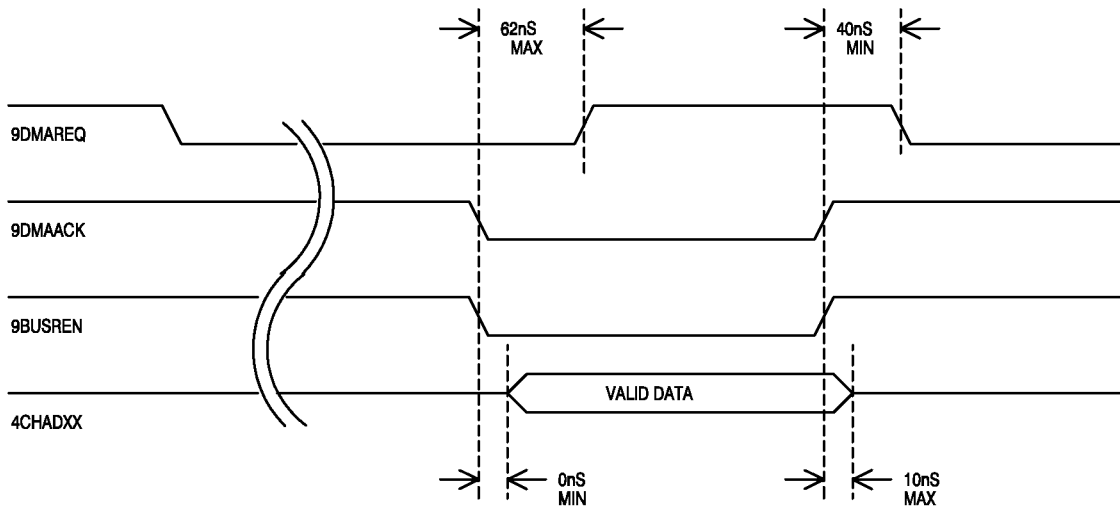 62nS
MAX
40nS
MIN
9DMAREQ
9DMAACK
9BUSREN
VALID DATA
4CHADXX
0nS
MIN
10nS
MAX